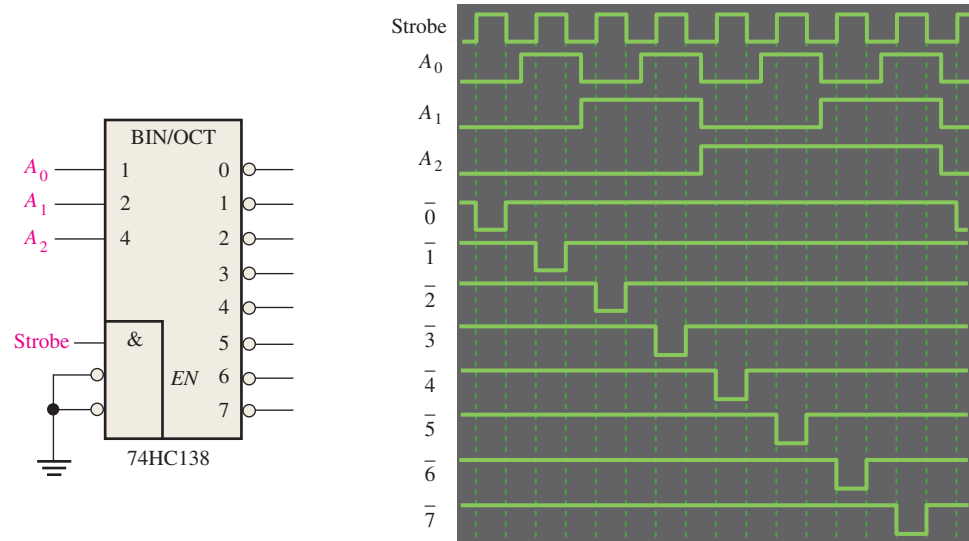 BIN/OCT
A₀ 1 0
A₁ 2 1
A₂ 4 2
3
4
Strobe & 5
EN 6
7
74HC138
Strobe
A₀
A₁
A₂
0̅
1̅
2̅
3̅
4̅
5̅
6̅
7̅